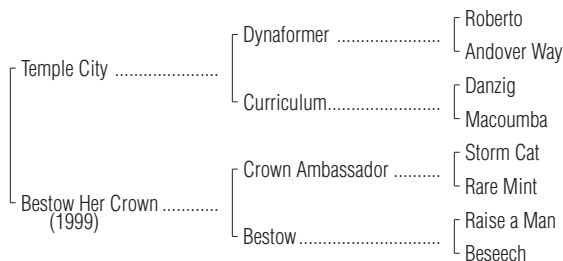 Roberto
Dynaformer ......................
Andover Way
Temple City ......................
Danzig
Curriculum........................
Macoumba
Storm Cat
Crown Ambassador ..........
Rare Mint
Bestow Her Crown ............
(1999)
Raise a Man
Bestow..............................
Beseech